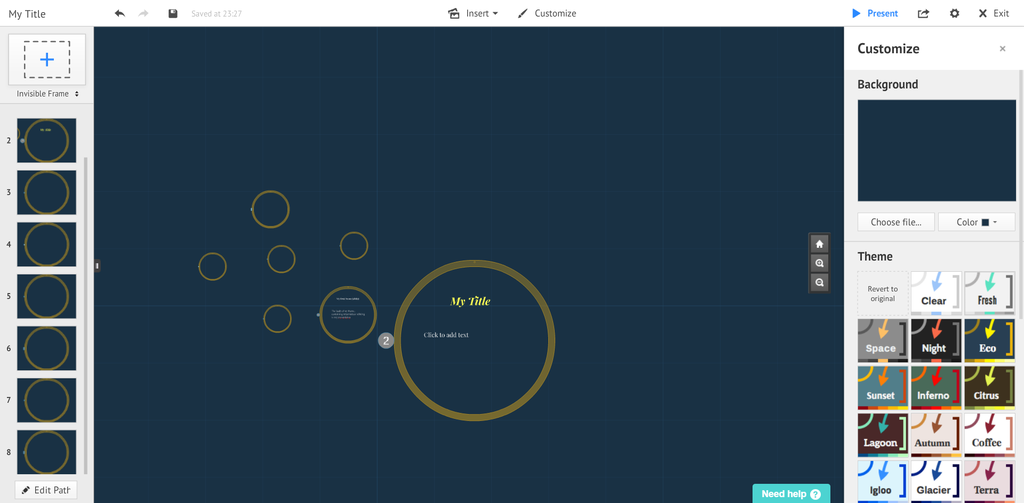 My Title
Saved at 23:27
Insert
Customize
Present
Exit
Invisible Frame
2
3
4
5
6
7
8
Edit Path
My Title
Click to add text
2
Need help ?
Customize
Background
Choose file...
Color
Theme
Revert to
original
Clear
Fresh
Space
Night
Eco
Sunset
Inferno
Citrus
Lagoon
Autumn
Coffee
Igloo
Glacier
Terra